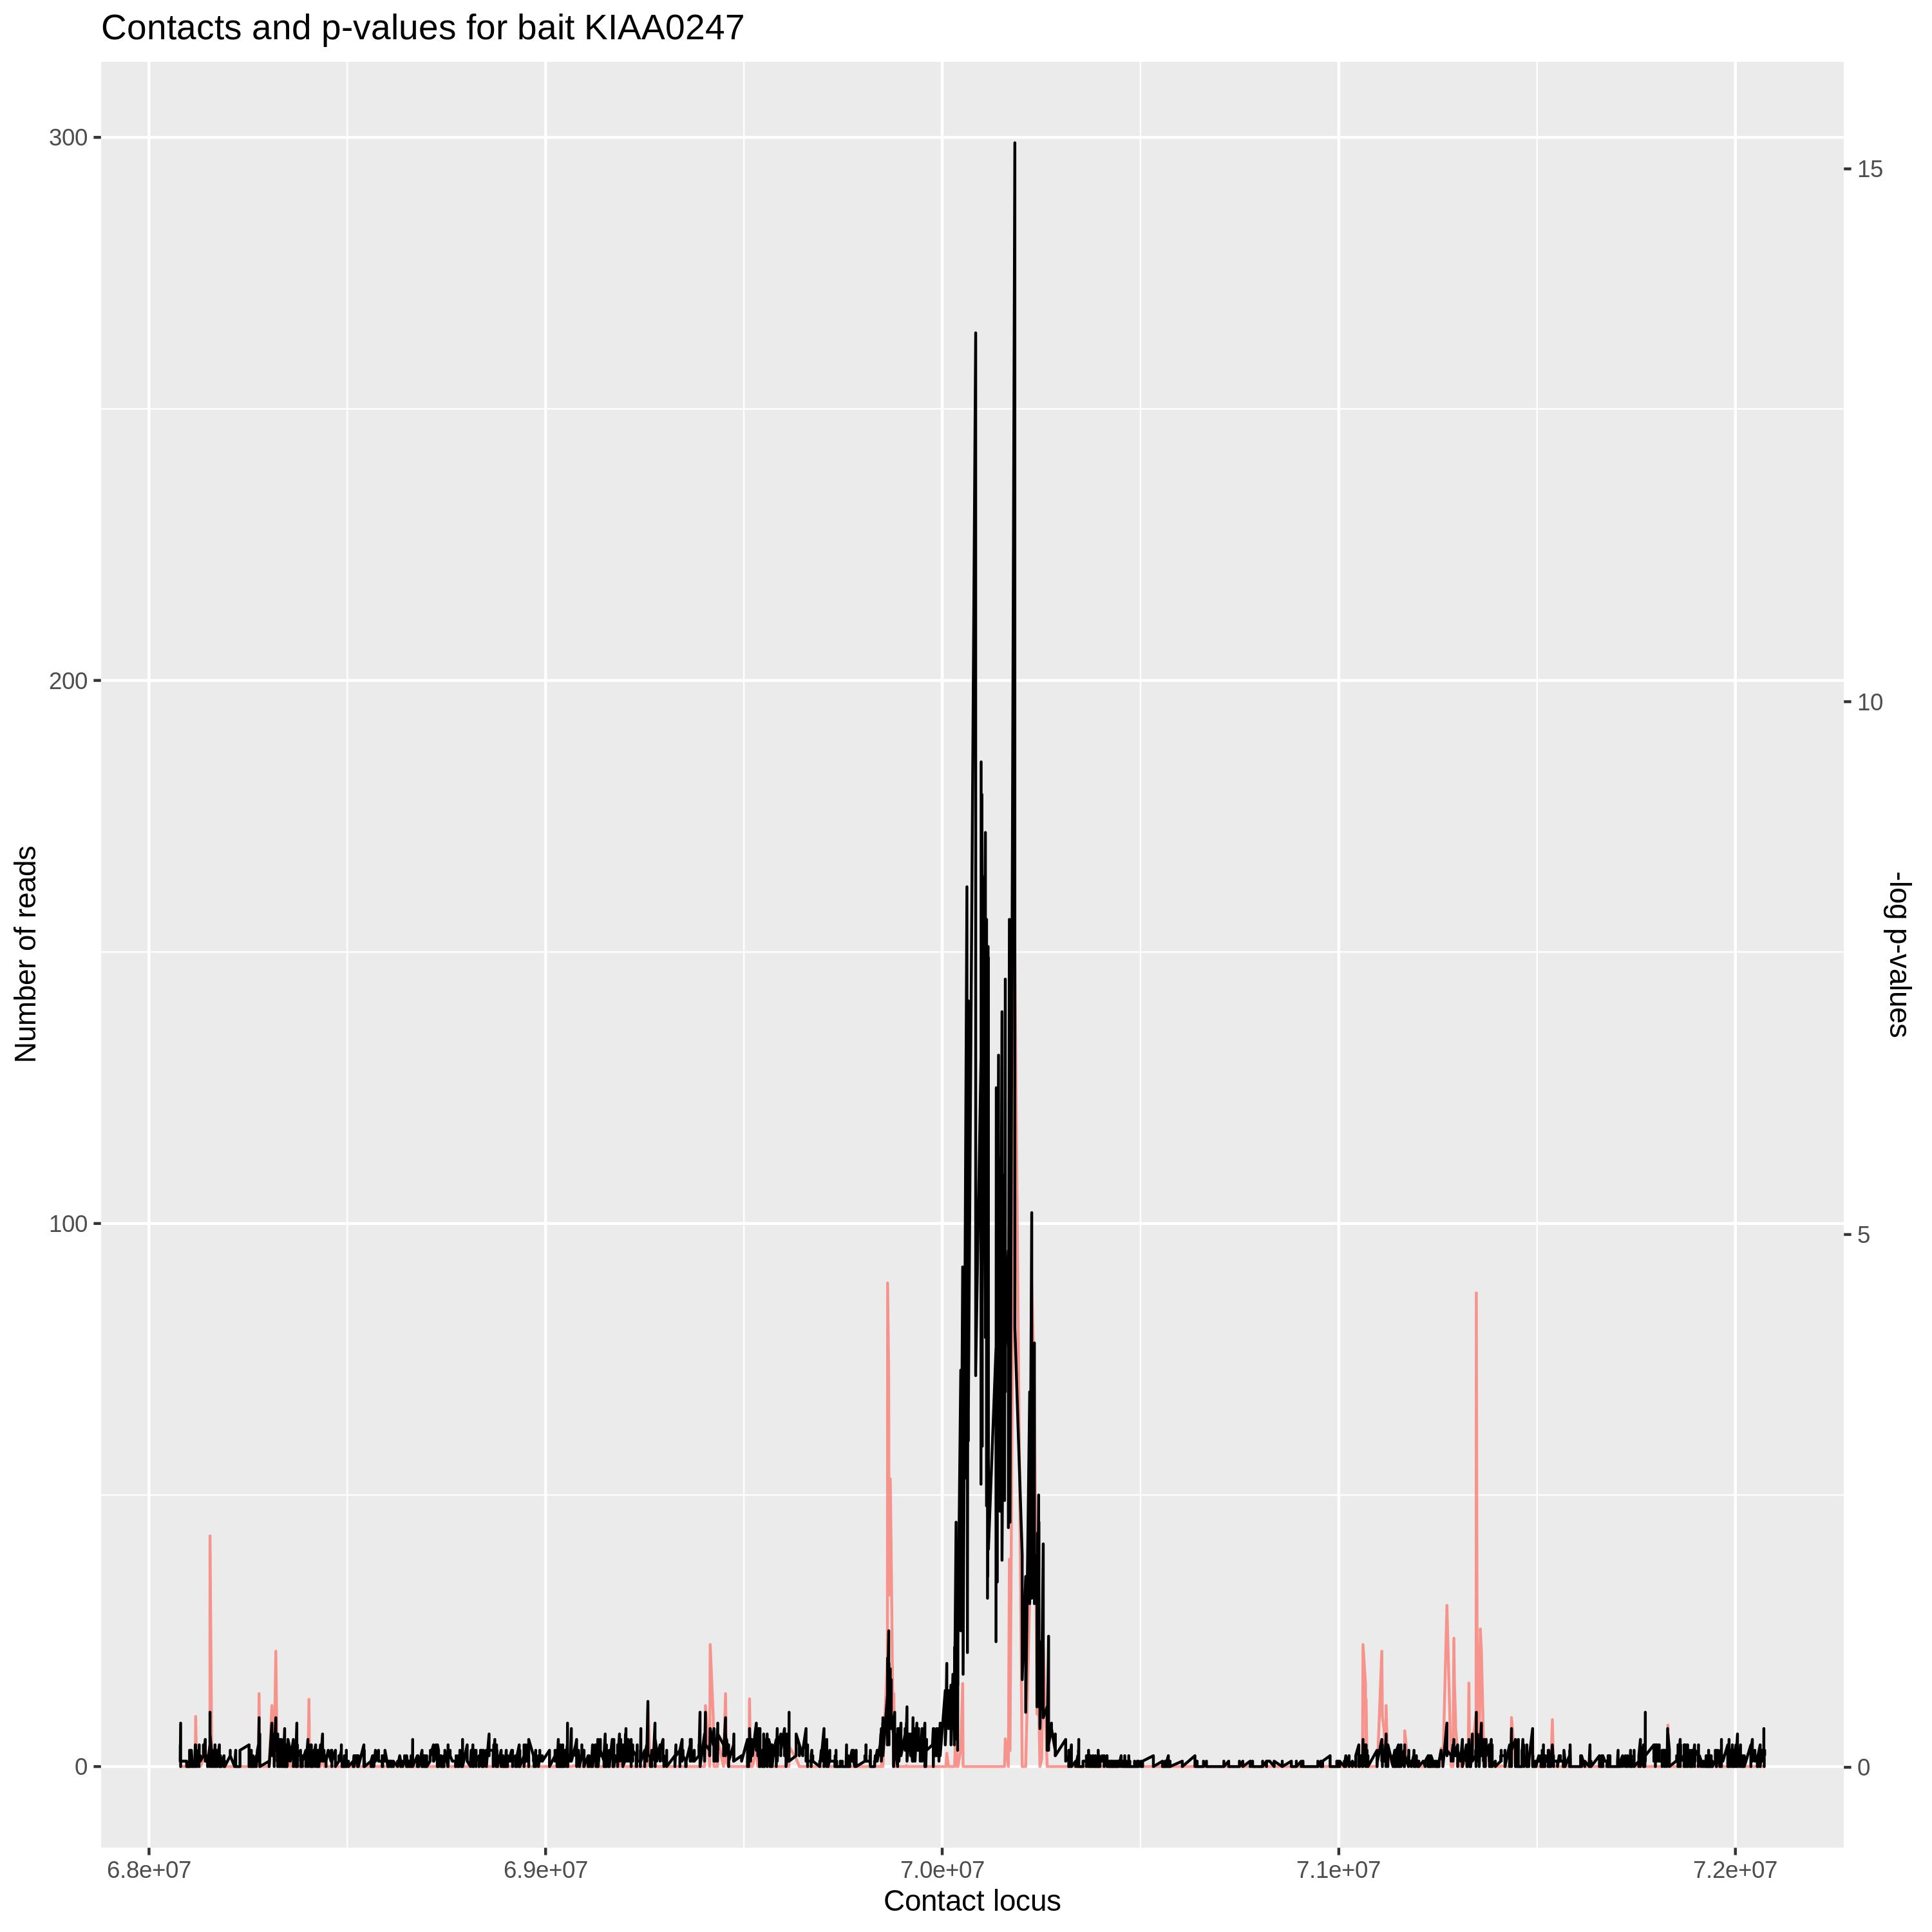 Contacts and p-values for bait KIAA0247
Number of reads
300
200
100
0
15
10
5
0
-log p-values
6.8e+07 6.9e+07 7.0e+07 7.1e+07 7.2e+07
Contact locus